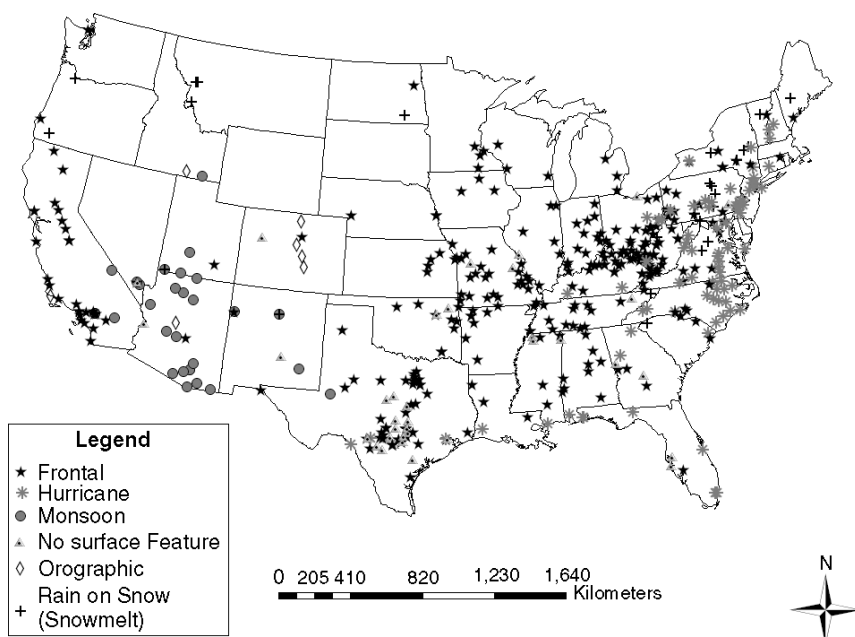 Legend
Frontal
Hurricane
Monsoon
No surface Feature
Orographic
Rain on Snow
(Snowmelt)
0 205 410 820 1,230 1,640
Kilometers
N